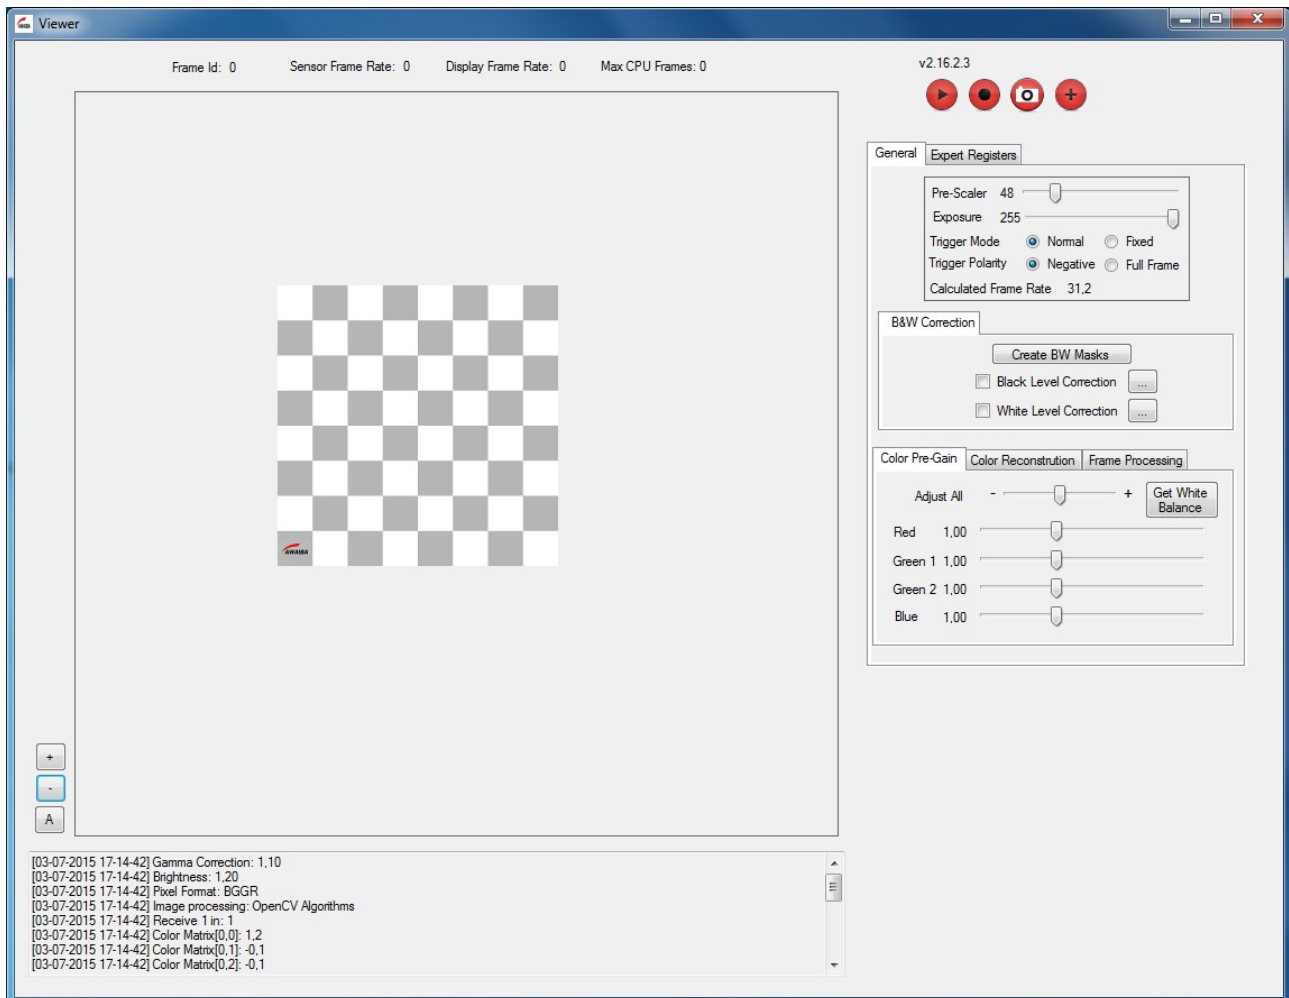 Viewer
Frame Id: 0 Sensor Frame Rate: 0 Display Frame Rate: 0 Max CPU Frames: 0
v2.16.2.3
General Expert Registers
Pre-Scaler 48
Exposure 255
Trigger Mode Normal Fixed
Trigger Polarity Negative Full Frame
Calculated Frame Rate 31,2
B&W Correction
Create BW Masks
Black Level Correction ...
White Level Correction ...
Color Pre-Gain Color Reconstrution Frame Processing
Adjust All - + Get White
Balance
Red 1,00
Green 1 1,00
Green 2 1,00
Blue 1,00
AWAIBA
+
-
A
[03-07-2015 17-14-42] Gamma Correction: 1,10
[03-07-2015 17-14-42] Brightness: 1,20
[03-07-2015 17-14-42] Pixel Format: BGGR
[03-07-2015 17-14-42] Image processing: OpenCV Algorithms
[03-07-2015 17-14-42] Receive 1 in: 1
[03-07-2015 17-14-42] Color Matrix[0,0]: 1,2
[03-07-2015 17-14-42] Color Matrix[0,1]: -0,1
[03-07-2015 17-14-42] Color Matrix[0,2]: -0,1